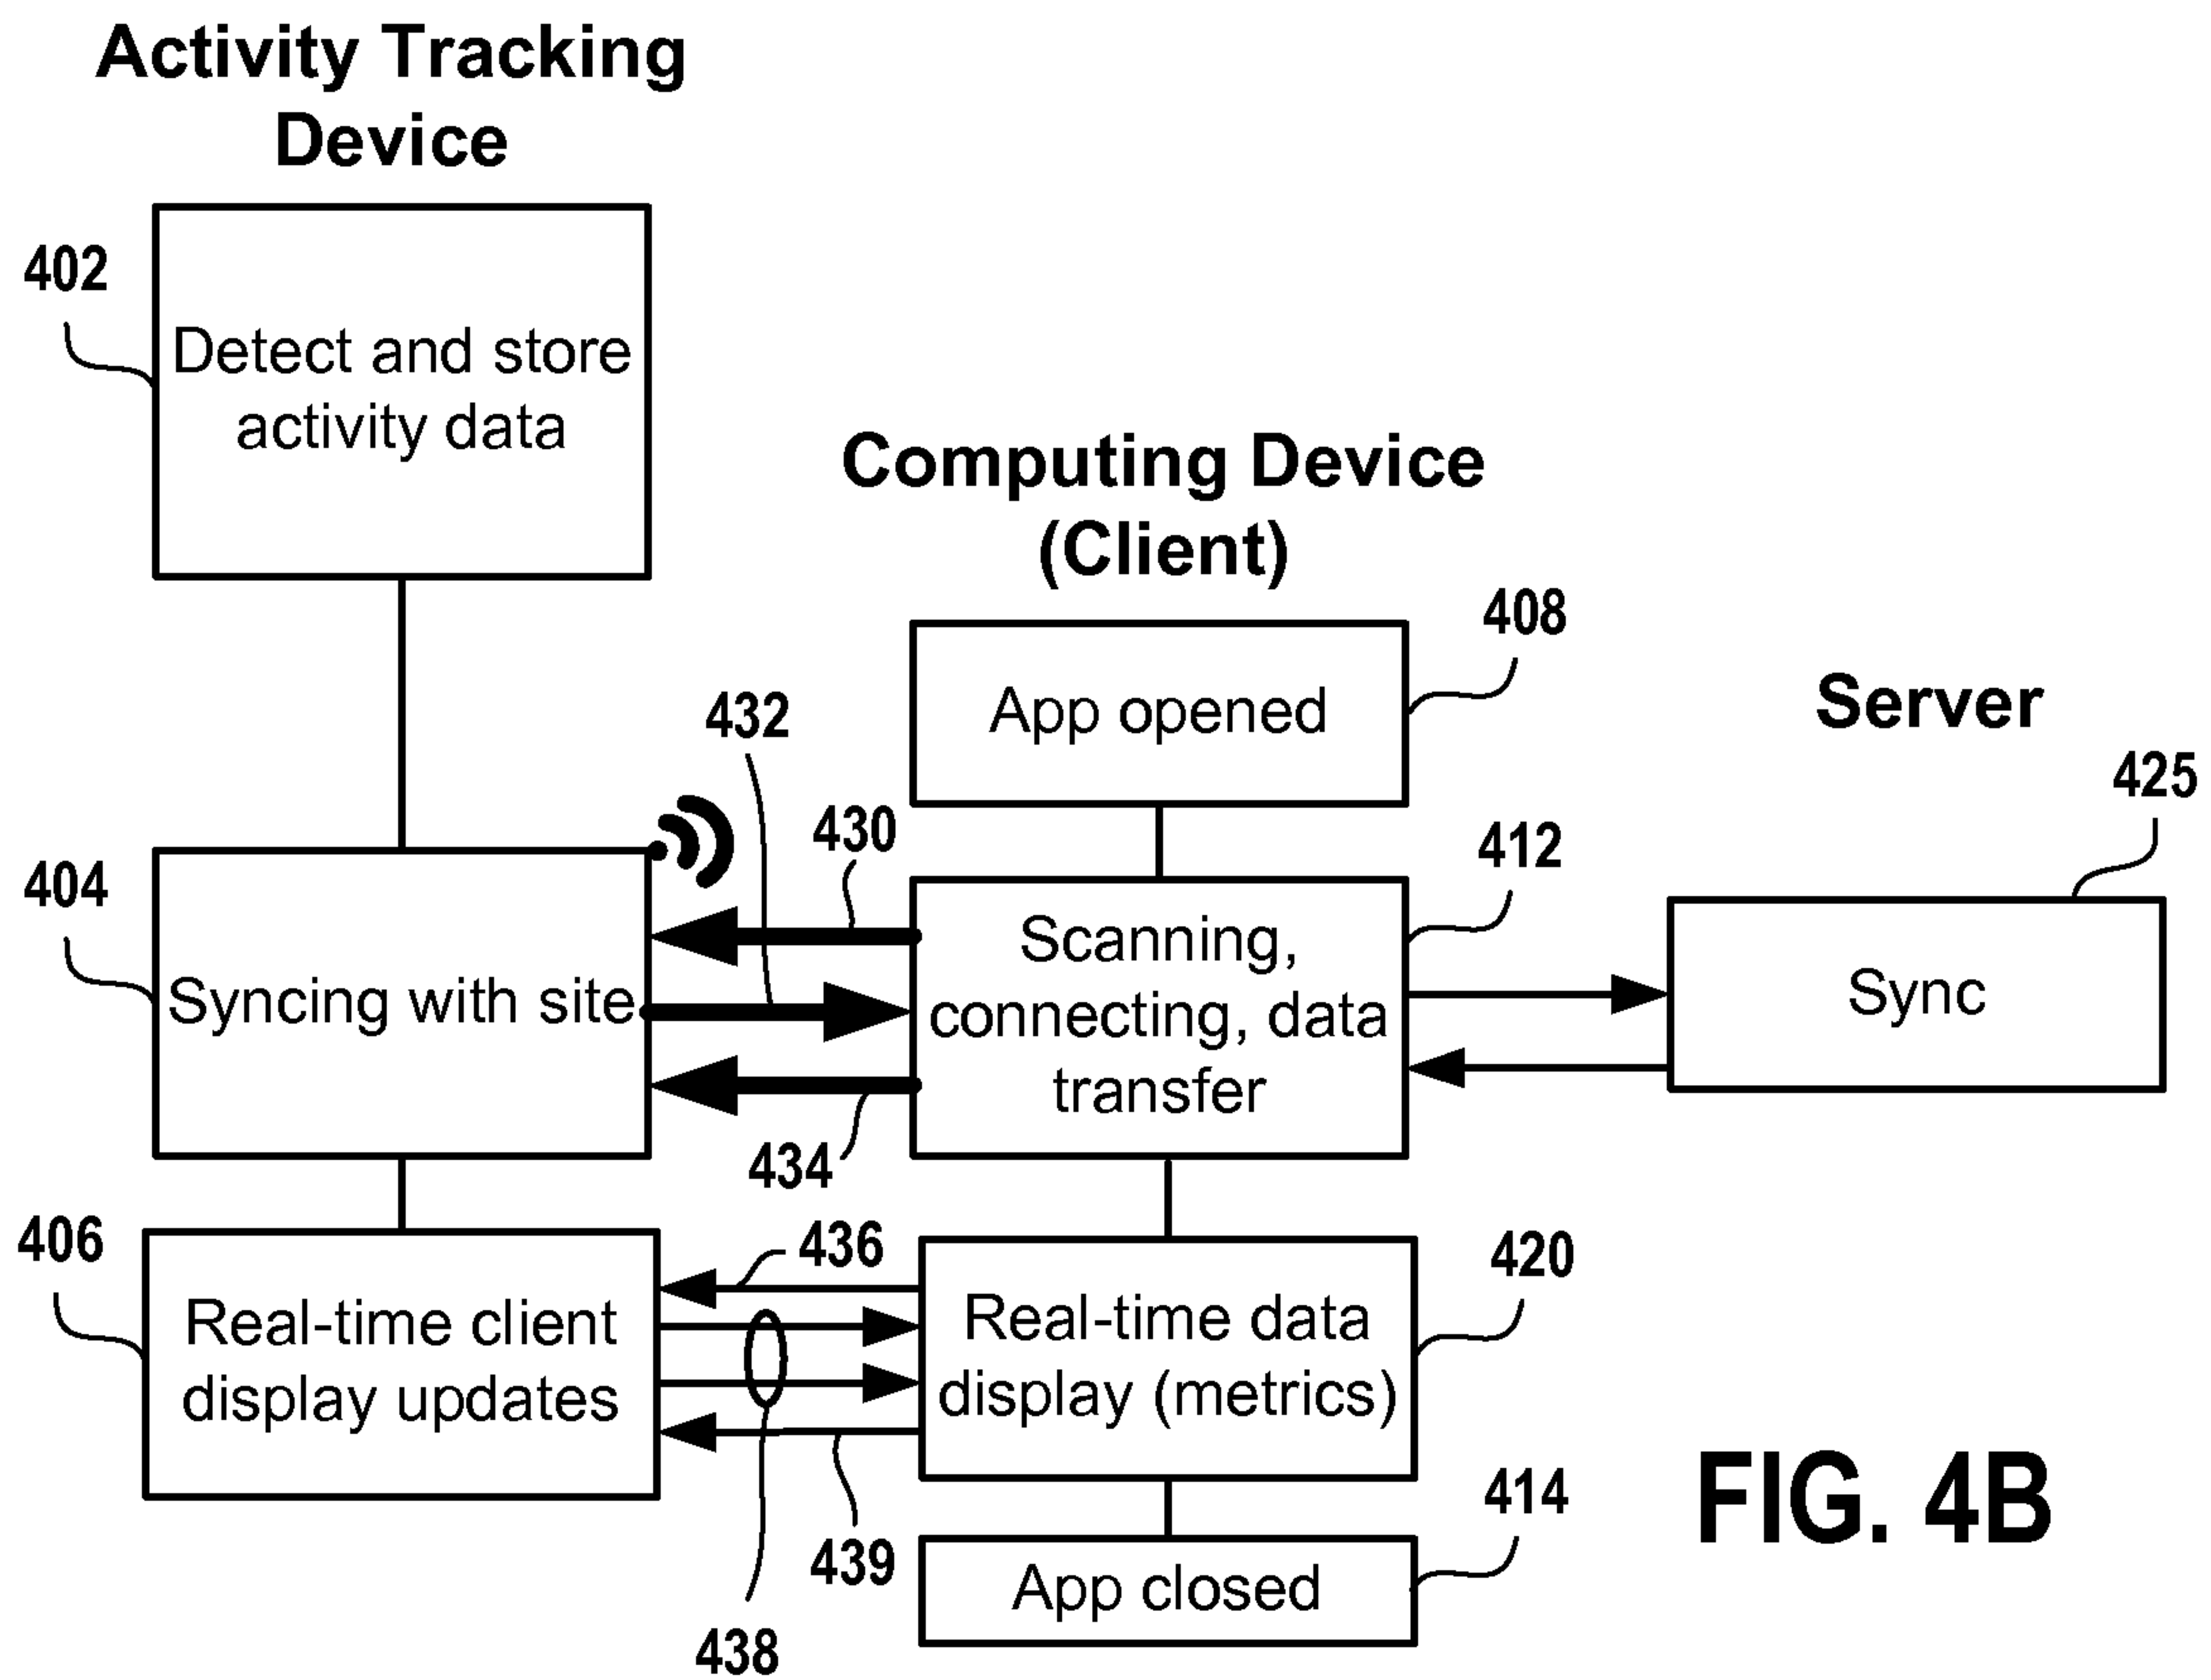 Activity Tracking
Device
402
Detect and store
activity data
Computing Device
(Client)
408
App opened
Server
432
425
430
412
404
Syncing with site
Scanning,
connecting, data
transfer
Sync
434
406
436
420
Real-time client
display updates
Real-time data
display (metrics)
439
438
414
App closed
FIG. 4B